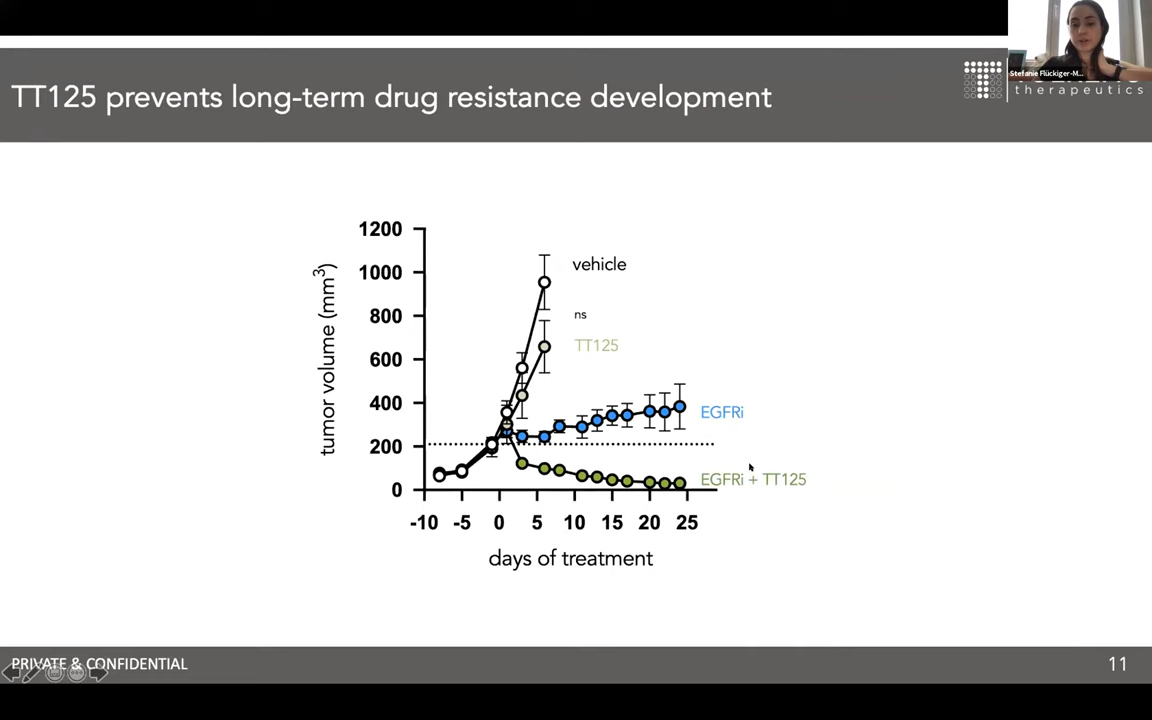 Stefanie Flückiger-M...
TT125 prevents long-term drug resistance development
therapeutics
1200
1000
800
600
400
200
0
tumor volume (mm³)
vehicle
ns
TT125
EGFRi
EGFRi + TT125
-10 -5 0 5 10 15 20 25
days of treatment
PRIVATE & CONFIDENTIAL
11